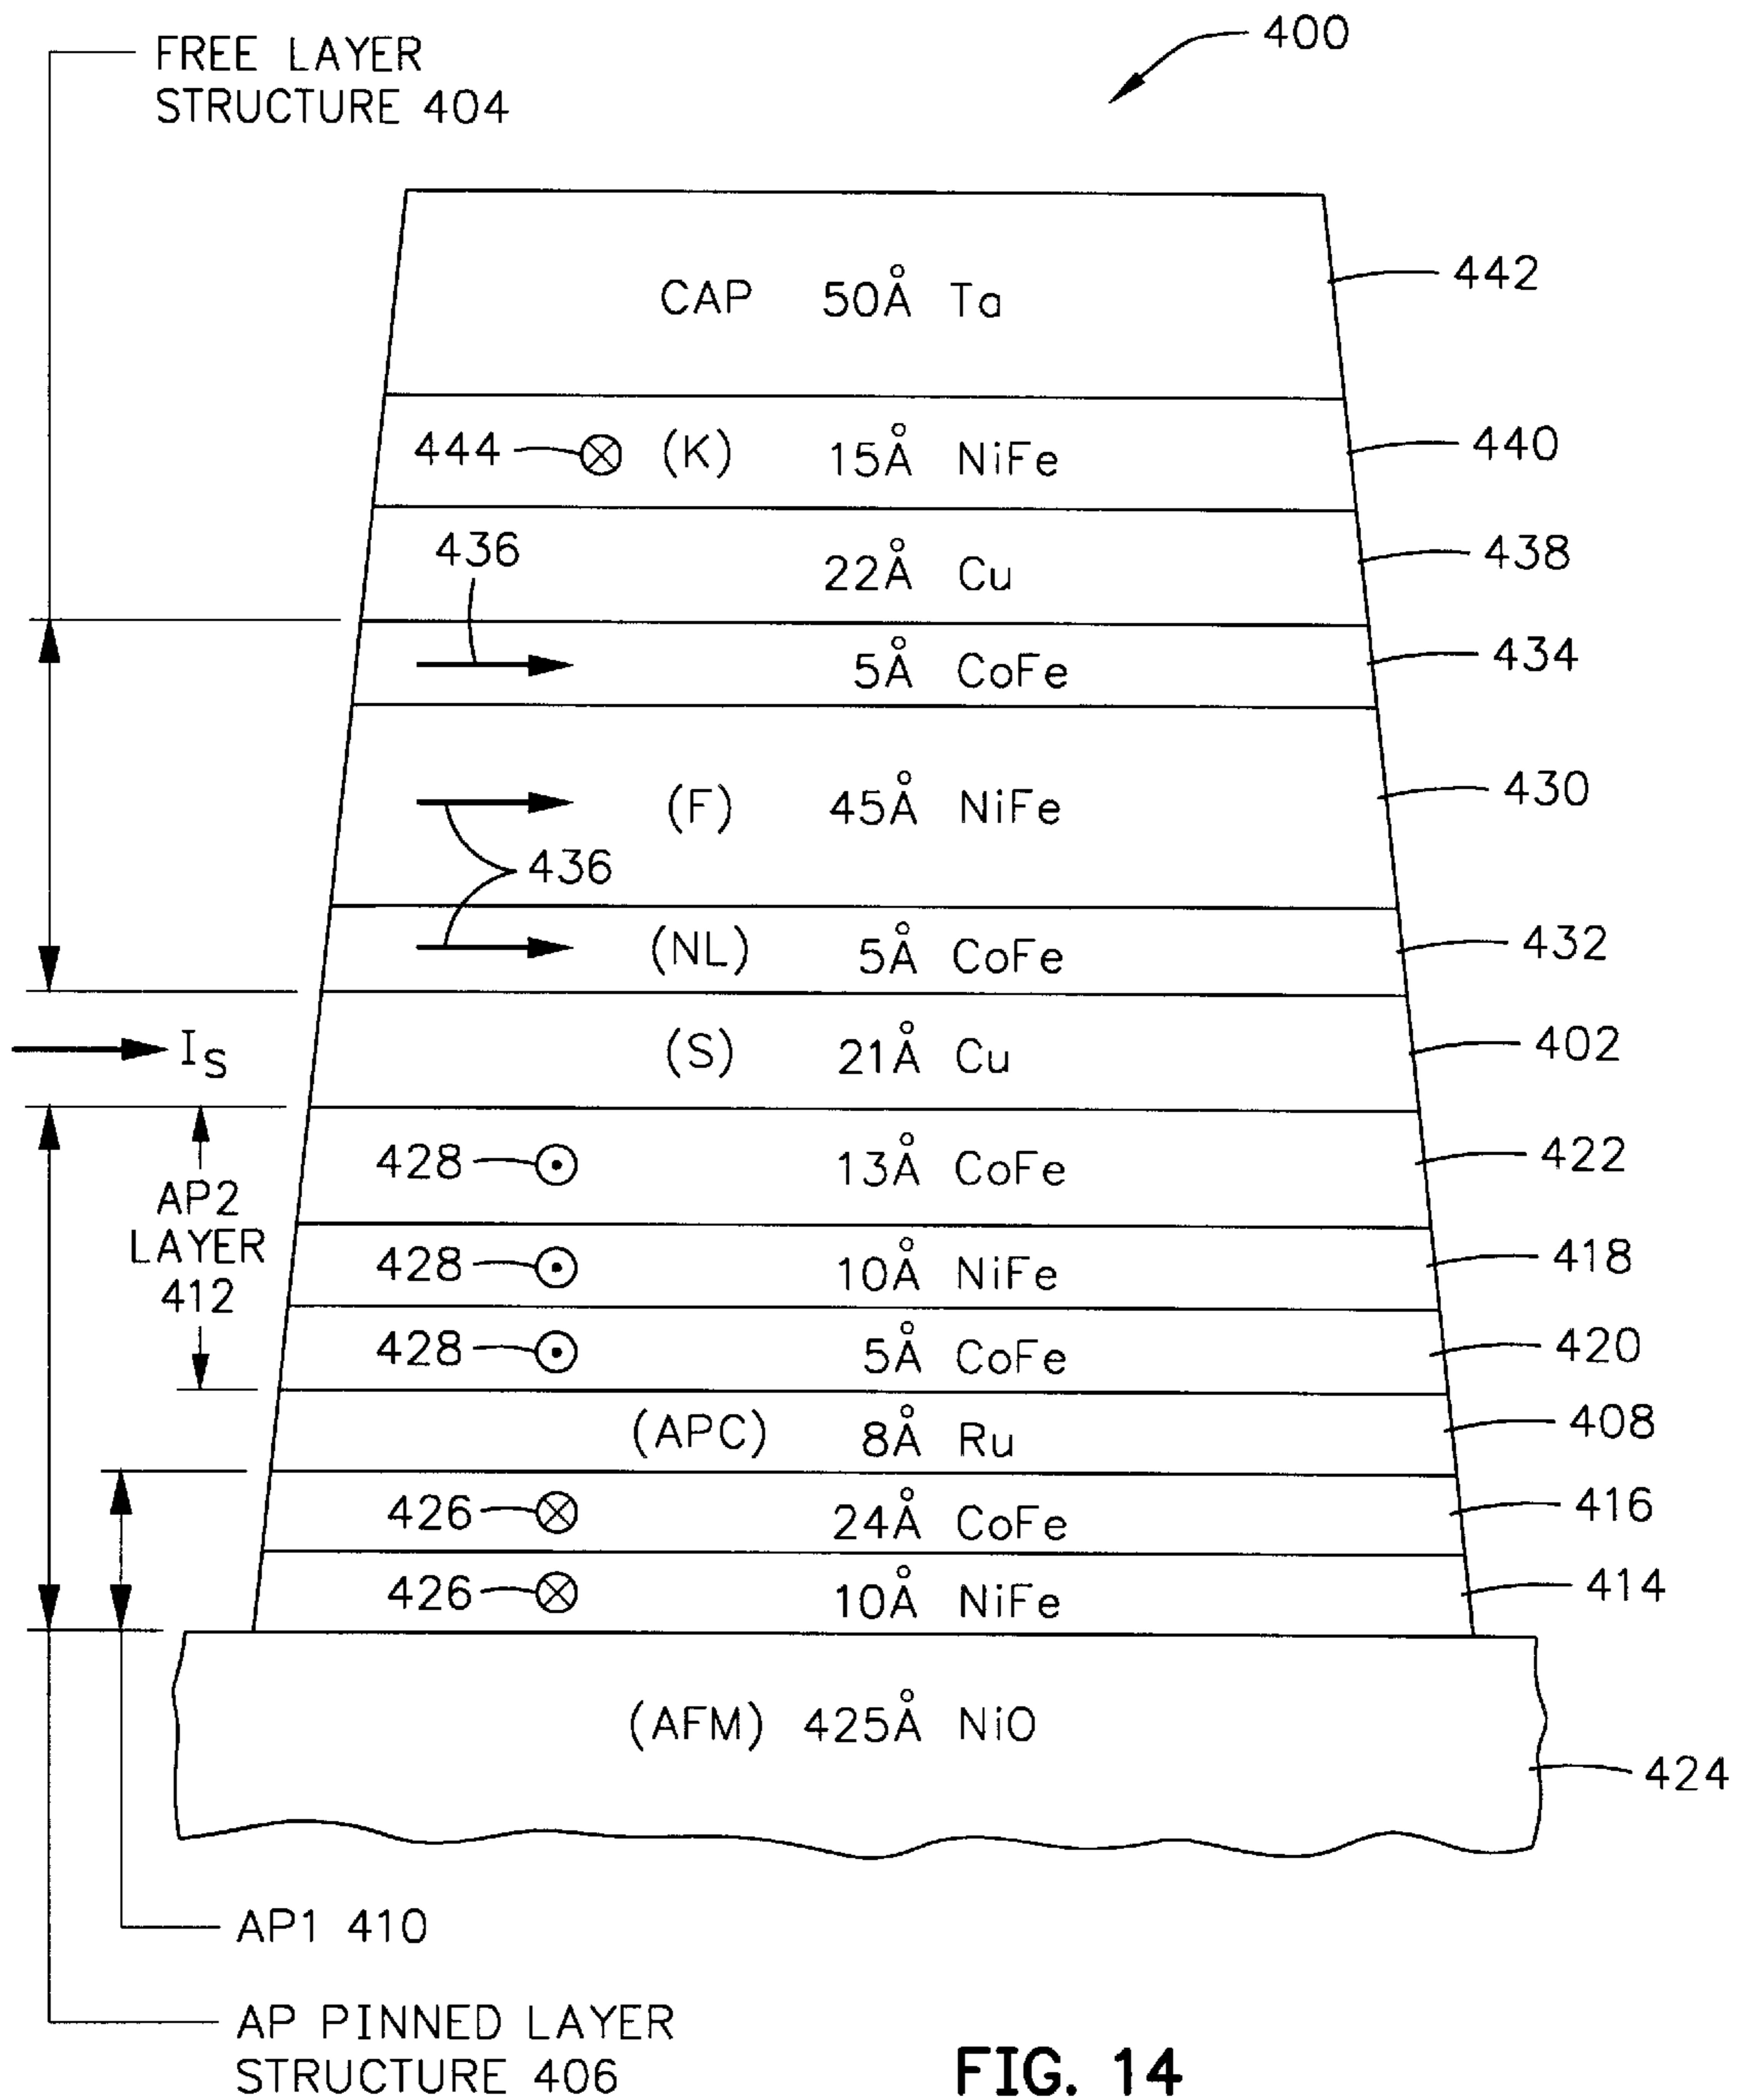 400
FREE LAYER
STRUCTURE 404
CAP 50Å Ta
442
444 (K) 15Å NiFe
440
436
22Å Cu
438
5Å CoFe
434
(F) 45Å NiFe
430
436
(NL) 5Å CoFe
432
IS
(S) 21Å Cu
402
428 13Å CoFe
422
AP2
LAYER
412
428 10Å NiFe
418
428 5Å CoFe
420
(APC) 8Å Ru
408
426 24Å CoFe
416
426 10Å NiFe
414
(AFM) 425Å NiO
424
AP1 410
AP PINNED LAYER
STRUCTURE 406
FIG. 14